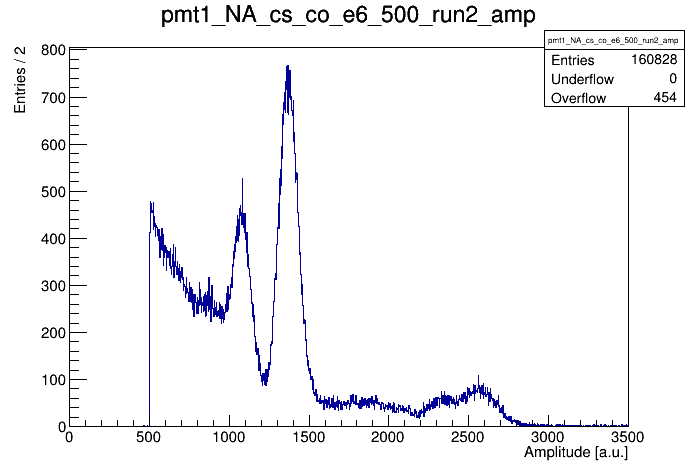 pmt1_NA_cs_co_e6_500_run2_amp
pmt1_NA_cs_co_e6_500_run2_amp
Entries 160828
Underflow 0
Overflow 454
Entries / 2
800
700
600
500
400
300
200
100
0
0 500 1000 1500 2000 2500 3000 3500
Amplitude [a.u.]